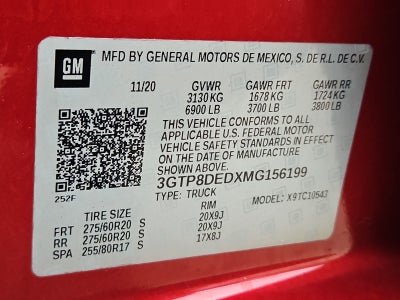 GM MFD BY GENERAL MOTORS DE MEXICO, S. DE R.L. DE C.V.
11/20 GVWR GAWR FRT GAWR RR
3130 KG 1678 KG 1724 KG
6900 LB 3700 LB 3800 LB
THIS VEHICLE CONFORMS TO ALL
APPLICABLE U.S. FEDERAL MOTOR
VEHICLE SAFETY STANDARDS IN EFFECT
ON THE DATE OF MANUFACTURE
SHOWN ABOVE.
3GTP8DEDXMG156199
252F TYPE: TRUCK MODEL: X9TC10543
TIRE SIZE RIM
FRT 275/60R20 S 20X9J
RR 275/60R20 S 20X9J
SPA 255/80R17 S 17X8J